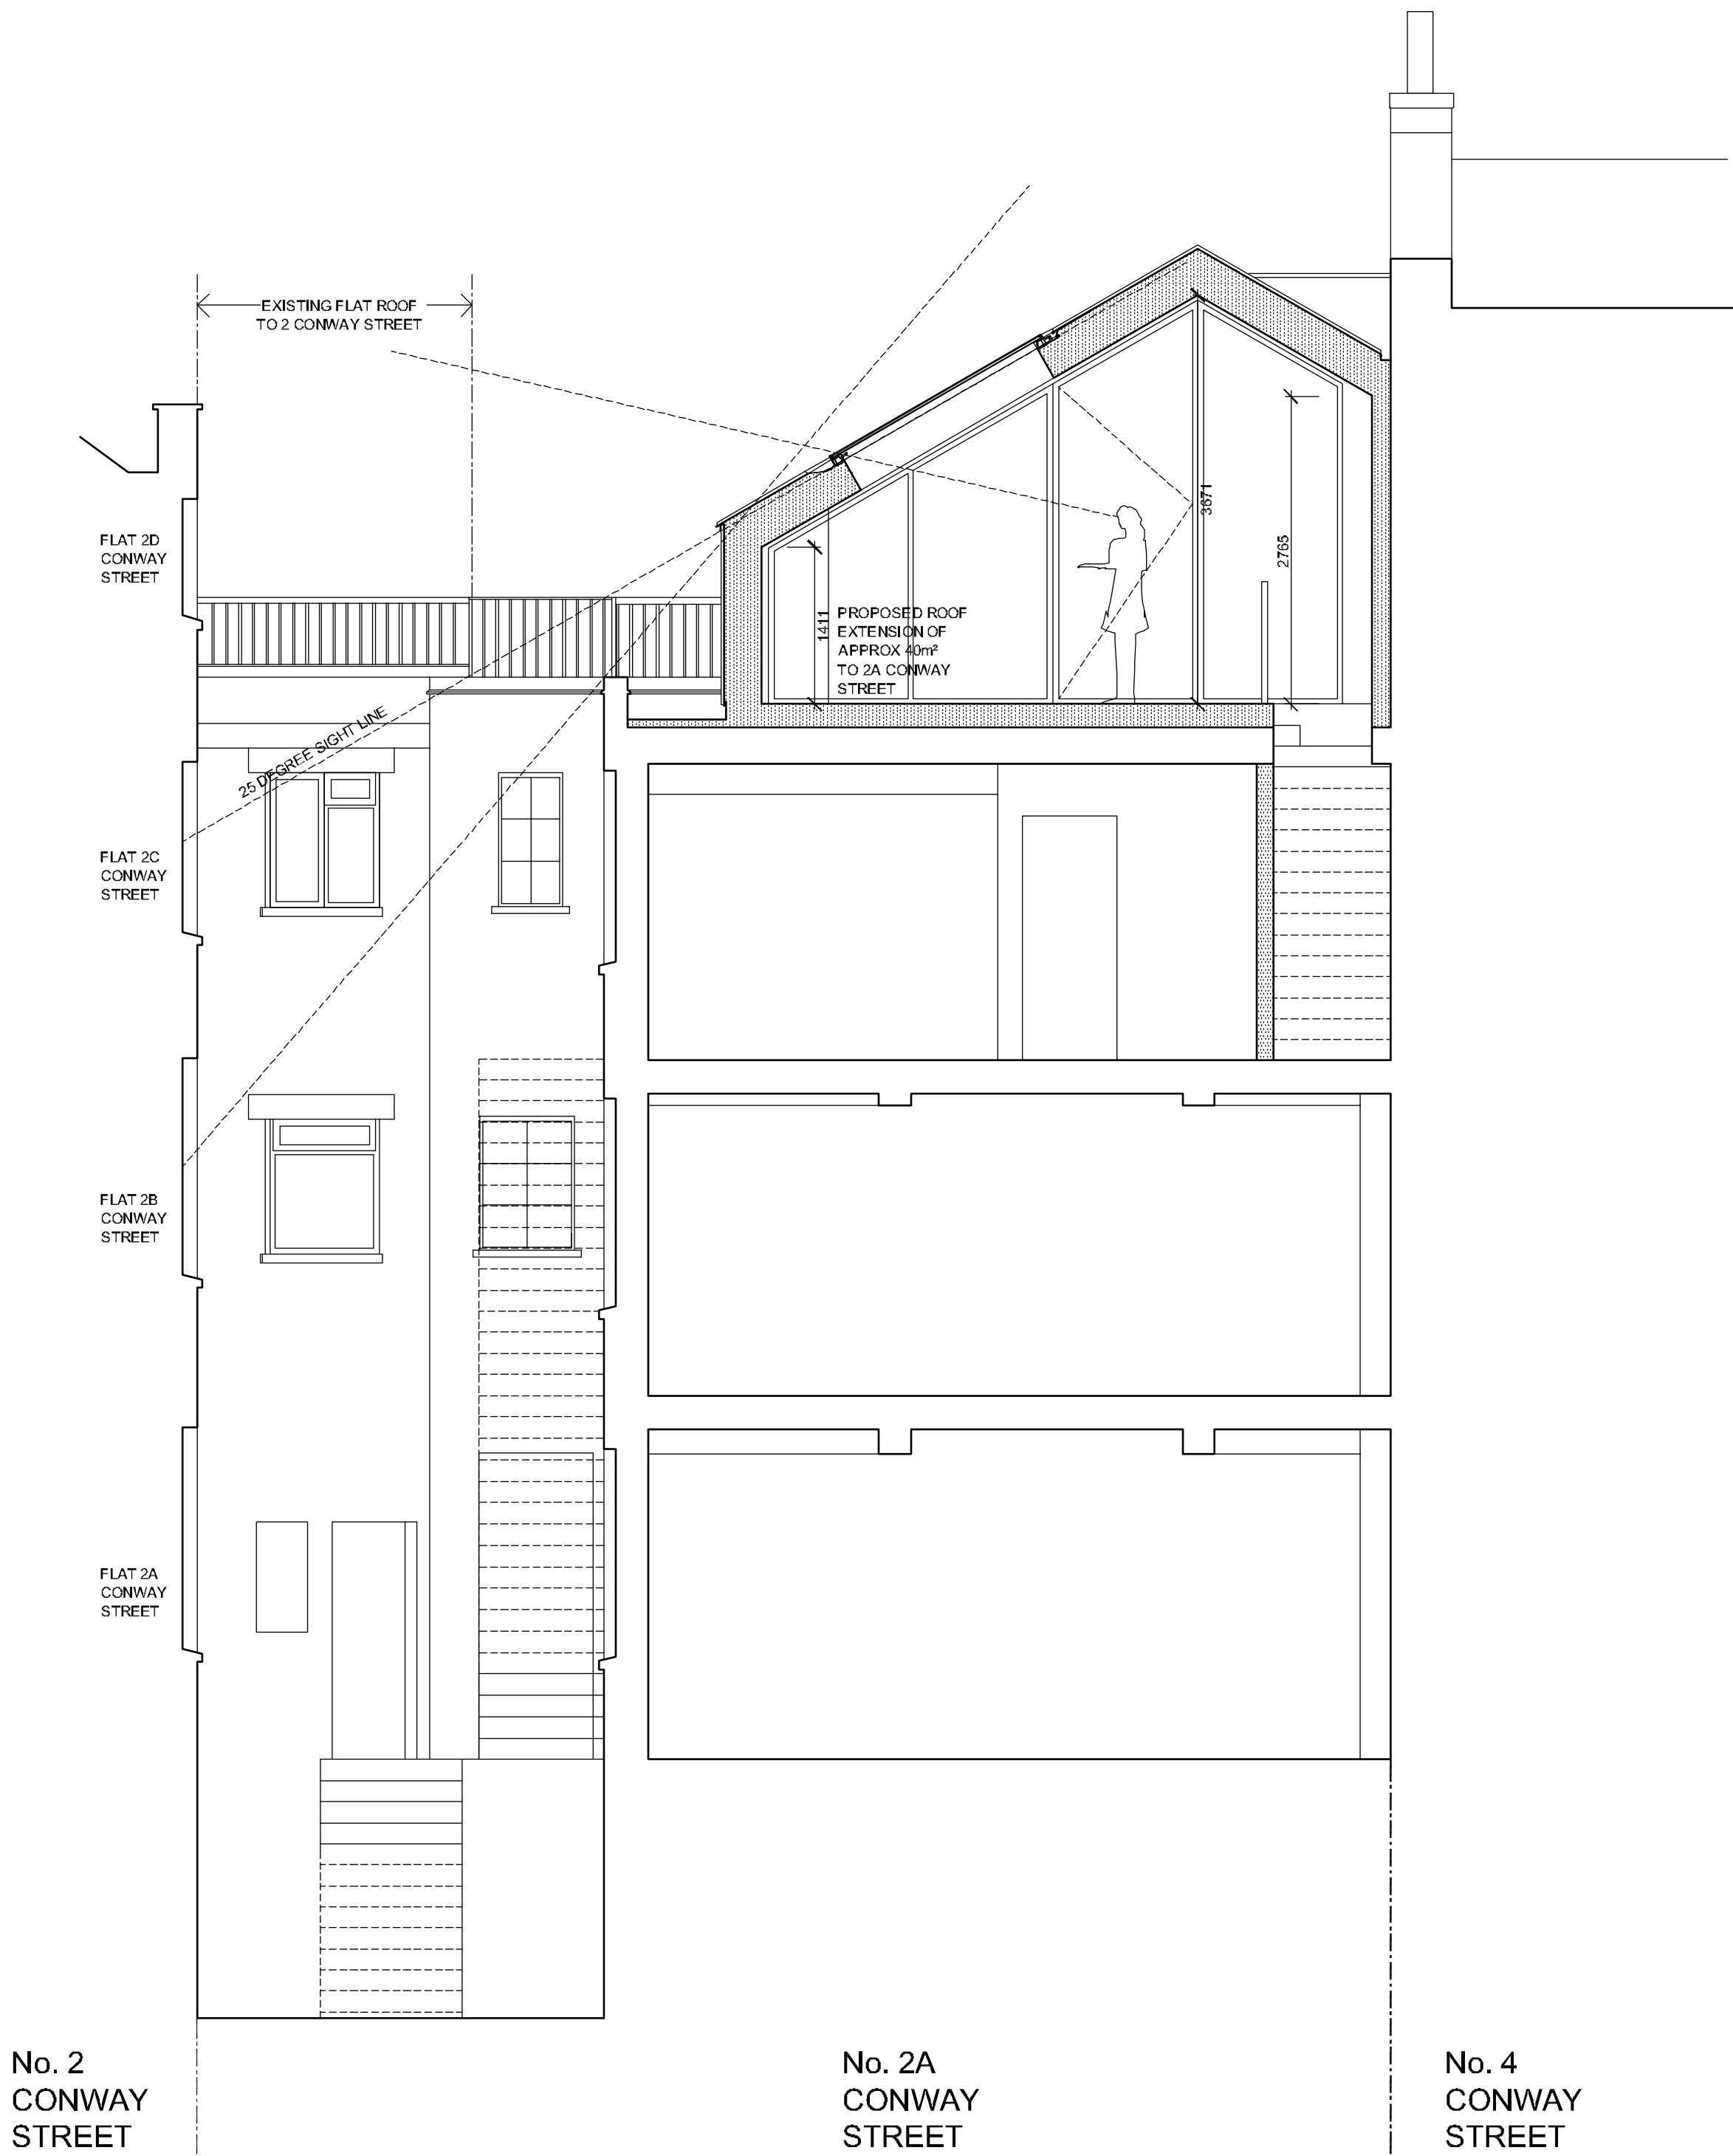 EXISTING FLAT ROOF
TO 2 CONWAY STREET
FLAT 2D
CONWAY
STREET
3671
2765
1411
PROPOSED ROOF
EXTENSION OF
APPROX 40m²
TO 2A CONWAY
STREET
25 DEGREE SIGHT LINE
FLAT 2C
CONWAY
STREET
FLAT 2B
CONWAY
STREET
FLAT 2A
CONWAY
STREET
No. 2
CONWAY
STREET
No. 2A
CONWAY
STREET
No. 4
CONWAY
STREET